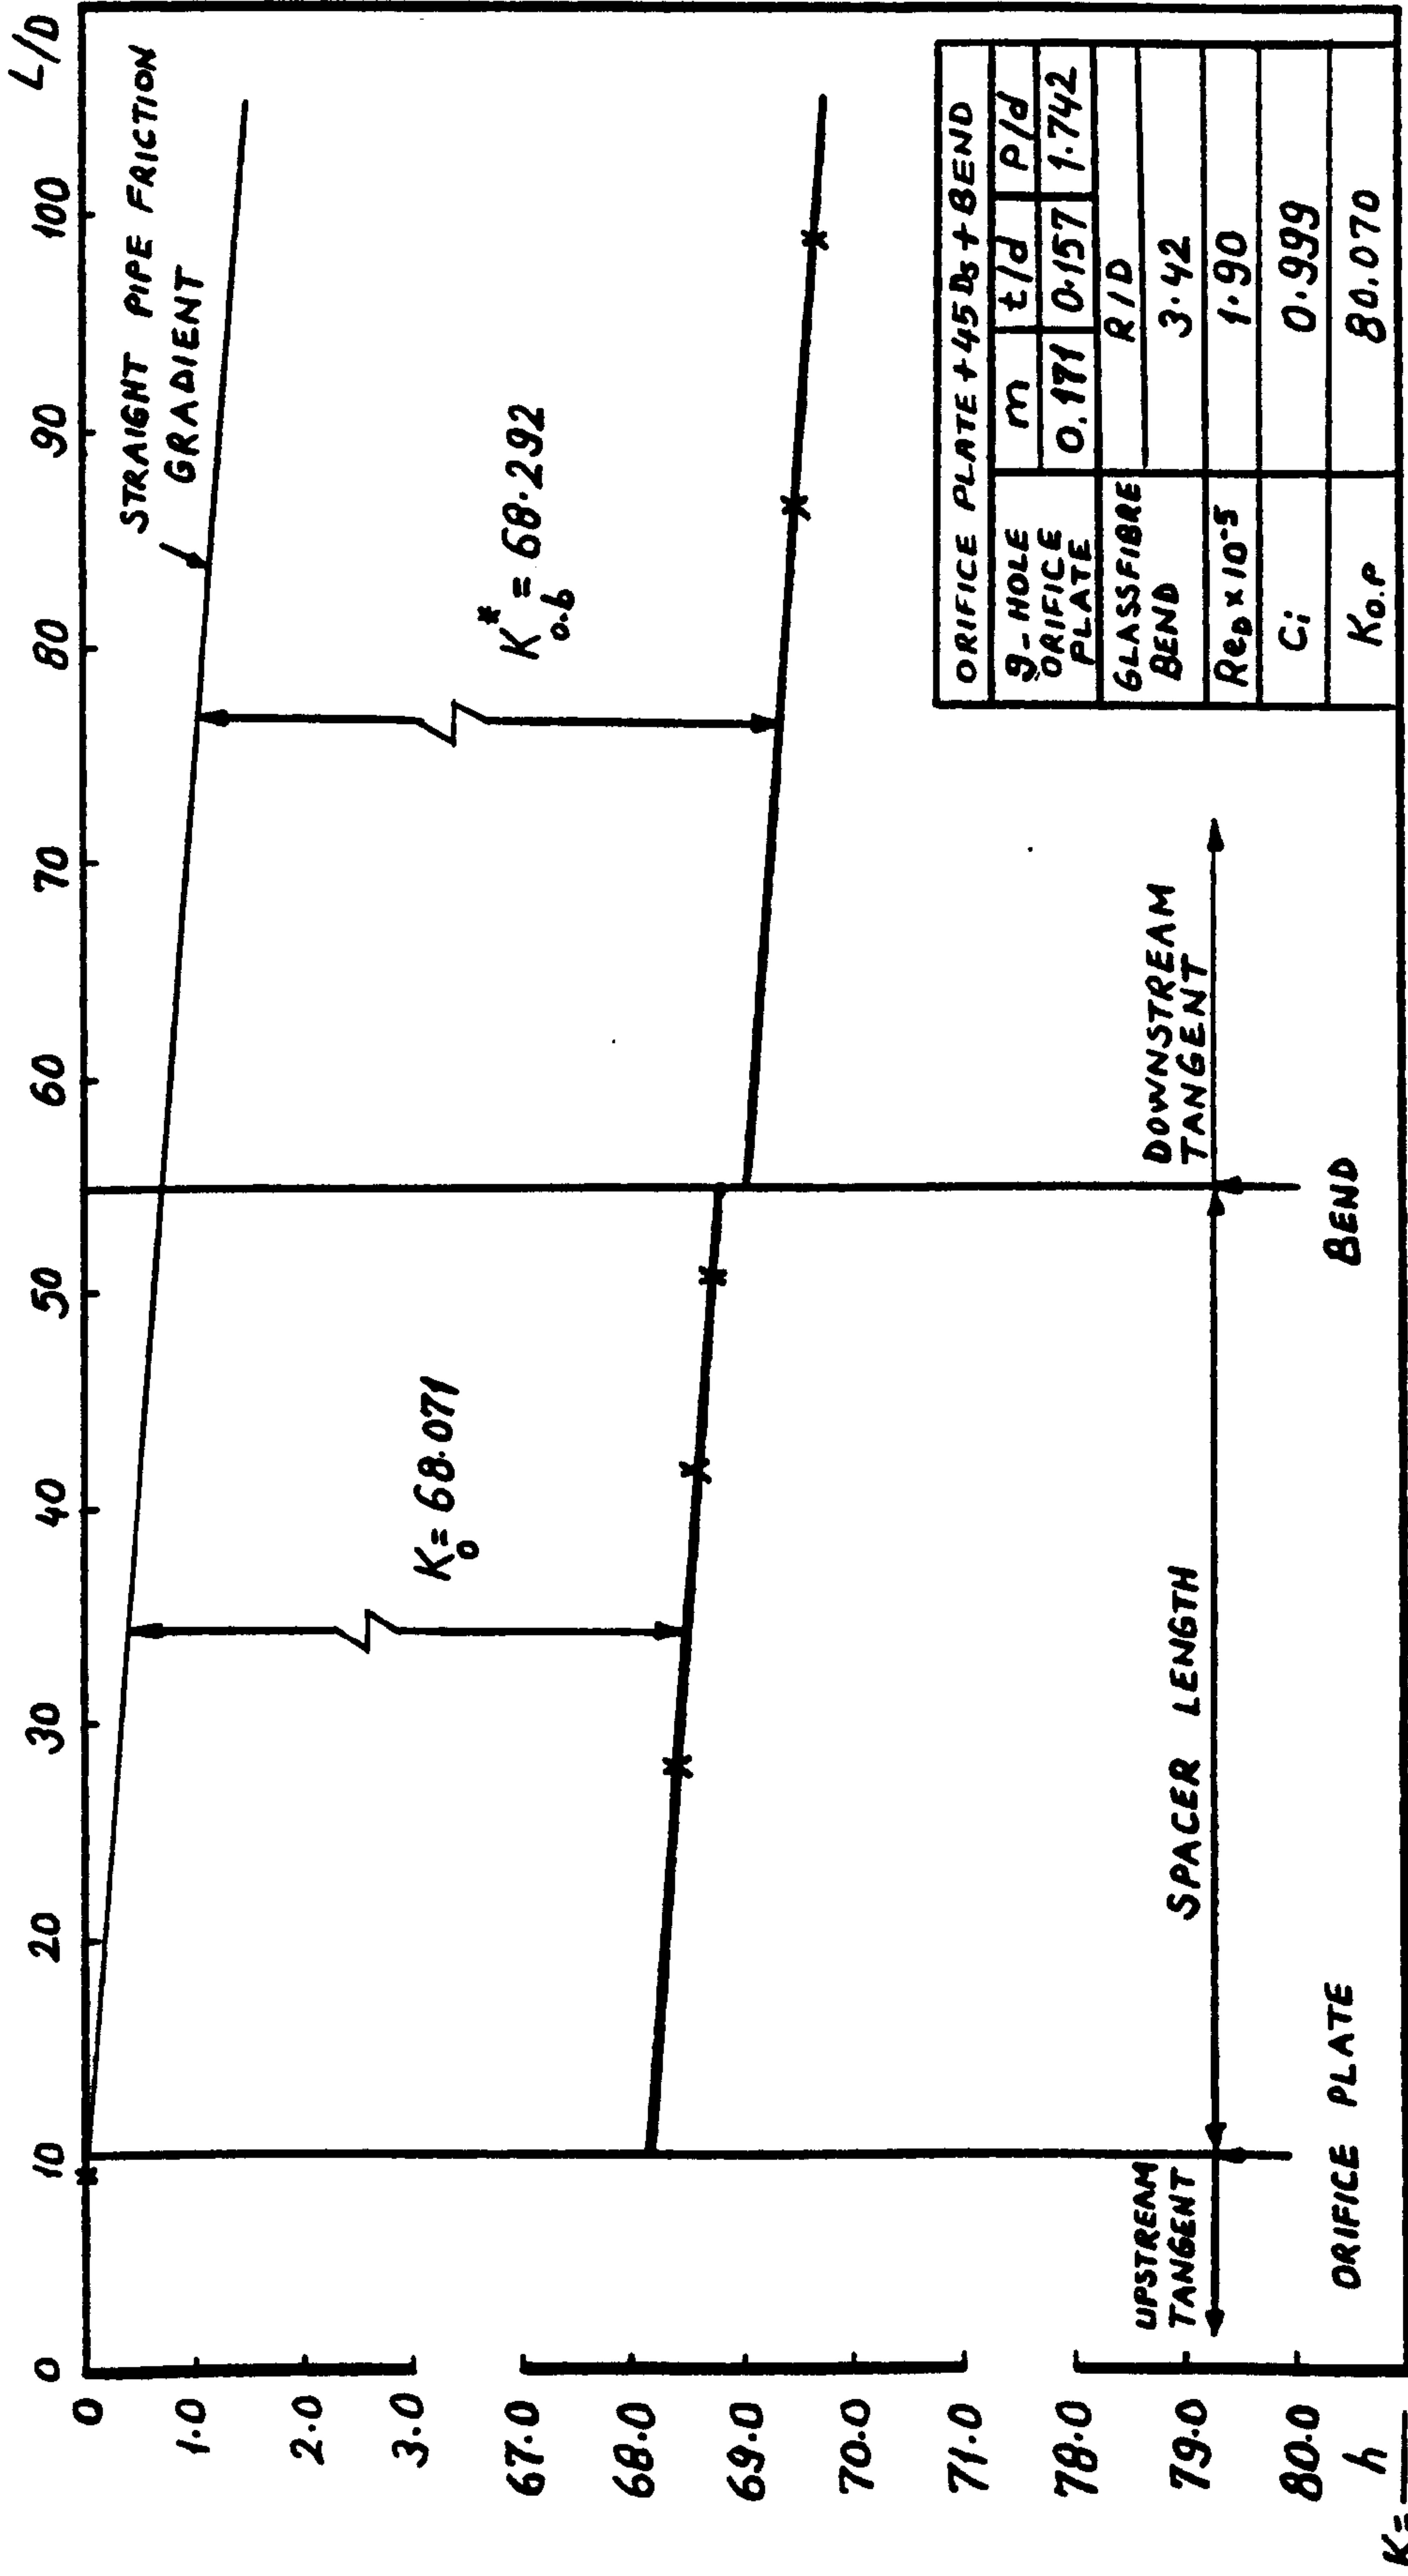 L/D
0 10 20 30 40 50 60 70 80 90 100
0
1.0
2.0
3.0
67.0
68.0
69.0
70.0
71.0
78.0
79.0
80.0
K = h
STRAIGHT PIPE FRICTION
GRADIENT
K₀ = 68.071
K*₀.b = 68.292
UPSTREAM
TANGENT
SPACER LENGTH
DOWNSTREAM
TANGENT
ORIFICE PLATE
BEND
ORIFICE PLATE + 45 Ds + BEND
9-HOLE
ORIFICE
PLATE
m t/d P/d
0.171 0.157 1.742
GLASSFIBRE
BEND
R/D
3.42
Re_D x 10⁻⁵ 1.90
Ci 0.999
K₀.P 80.070